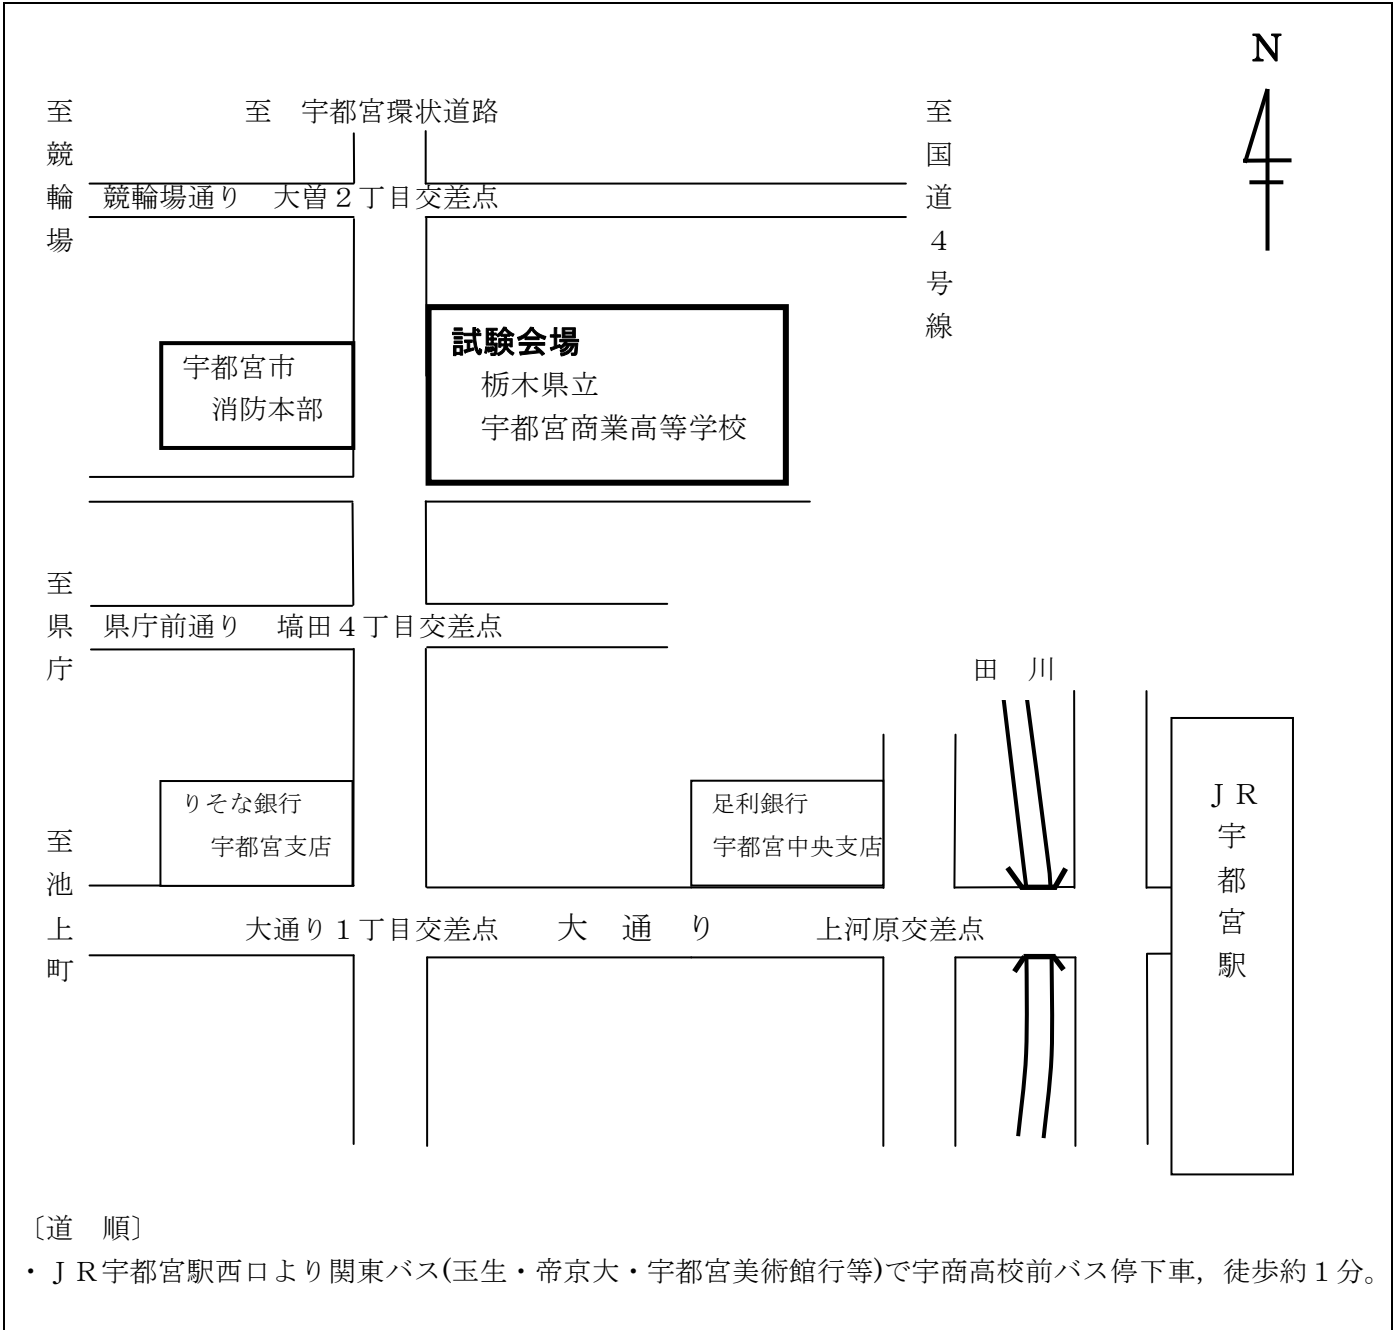 N
至競輪場
至　宇都宮環状道路
至国道４号線
競輪場通り　大曽２丁目交差点
試験会場
栃木県立
宇都宮商業高等学校
宇都宮市
消防本部
至県庁
県庁前通り　塙田４丁目交差点
田　川
りそな銀行
宇都宮支店
足利銀行
宇都宮中央支店
ＪＲ宇都宮駅
至池上町
大通り１丁目交差点　大　通　り　上河原交差点
〔道　順〕
・ＪＲ宇都宮駅西口より関東バス(玉生・帝京大・宇都宮美術館行等)で宇商高校前バス停下車，徒歩約１分。